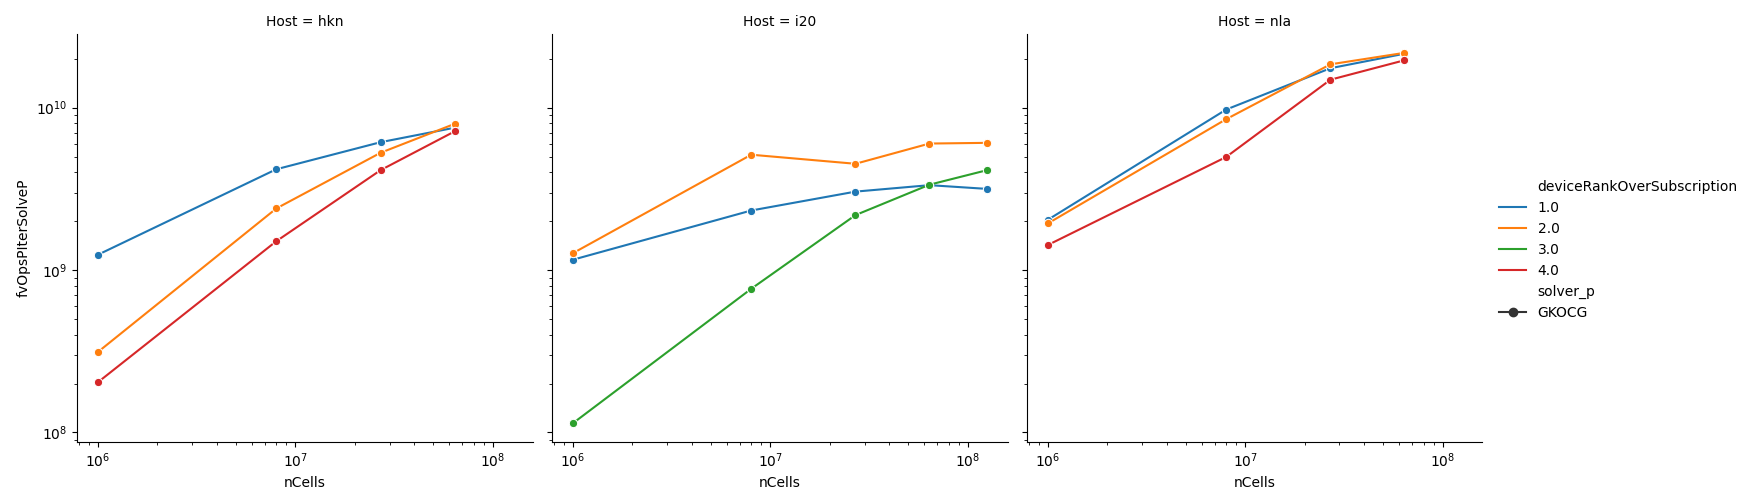 Host = hkn
Host = i20
Host = nla
fvOpsPIterSolveP
10^10
10^9
10^8
10^6
10^7
10^8
10^6
10^7
10^8
10^6
10^7
10^8
nCells
nCells
nCells
deviceRankOverSubscription
1.0
2.0
3.0
4.0
solver_p
GKOCG